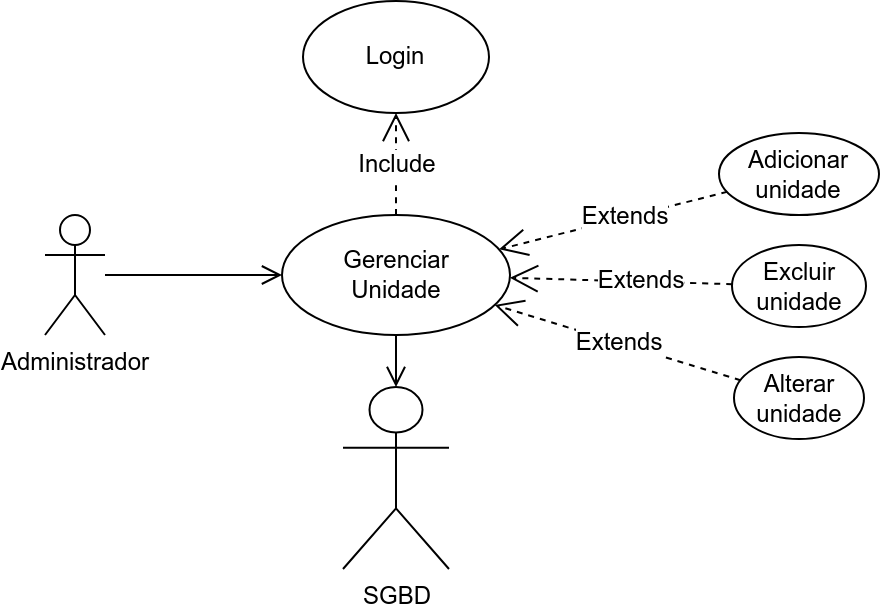 Login
Include
Adicionar
unidade
Extends
Gerenciar
Unidade
Extends
Excluir
unidade
Extends
Alterar
unidade
Administrador
SGBD